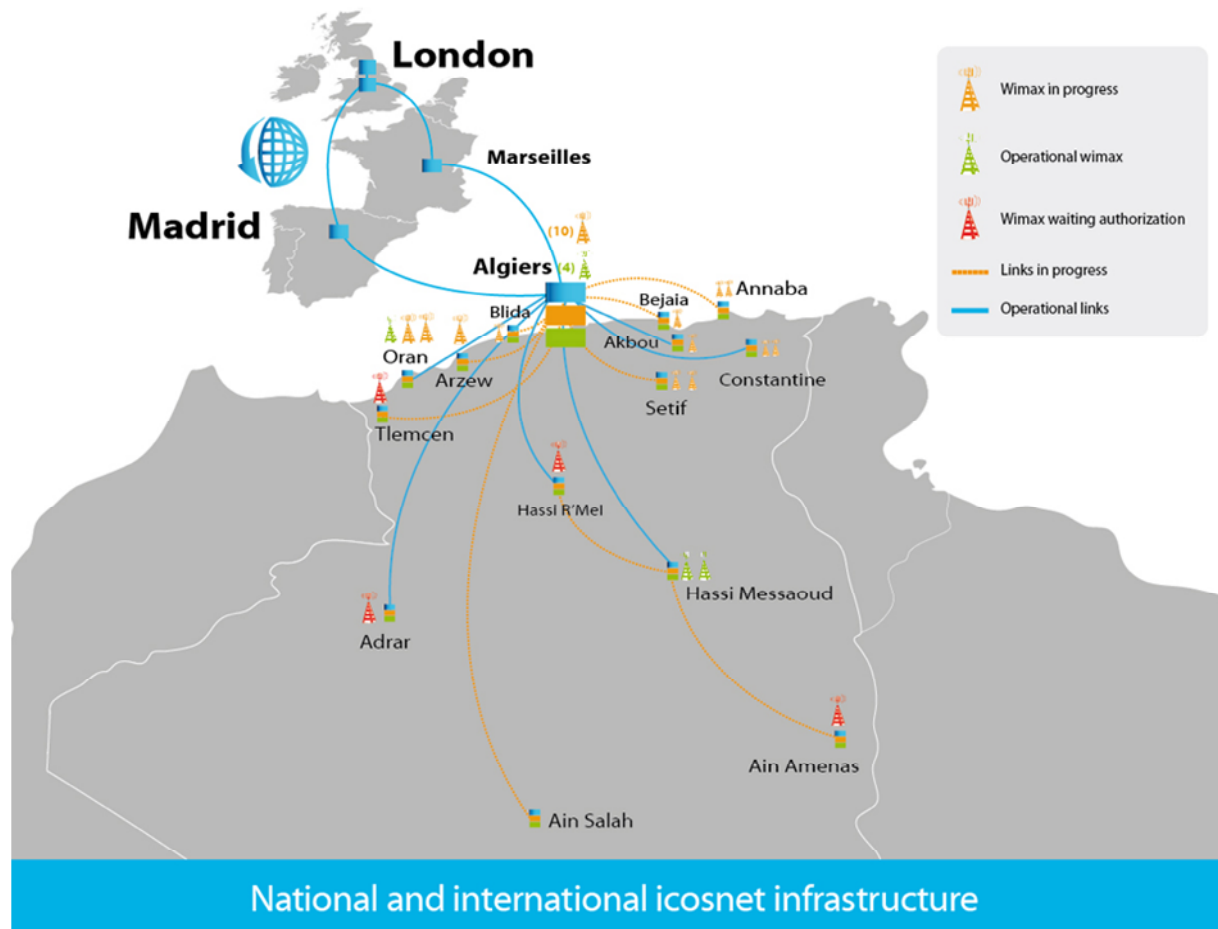 London
Wimax in progress
Marseilles
Operational wimax
Madrid
Wimax waiting authorization
(10)
Algiers (4)
Links in progress
Annaba
Bejaia
Blida
Operational links
Oran
Akbou
Arzew
Constantine
Setif
Tlemcen
Hassi R'Mel
Hassi Messaoud
Adrar
Ain Amenas
Ain Salah
National and international icosnet infrastructure